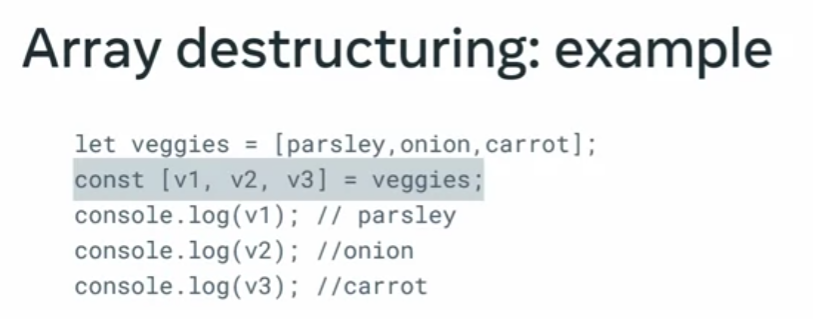 Array destructuring: example
let veggies = [parsley,onion,carrot];
const [v1, v2, v3] = veggies;
console.log(v1); // parsley
console.log(v2); //onion
console.log(v3); //carrot